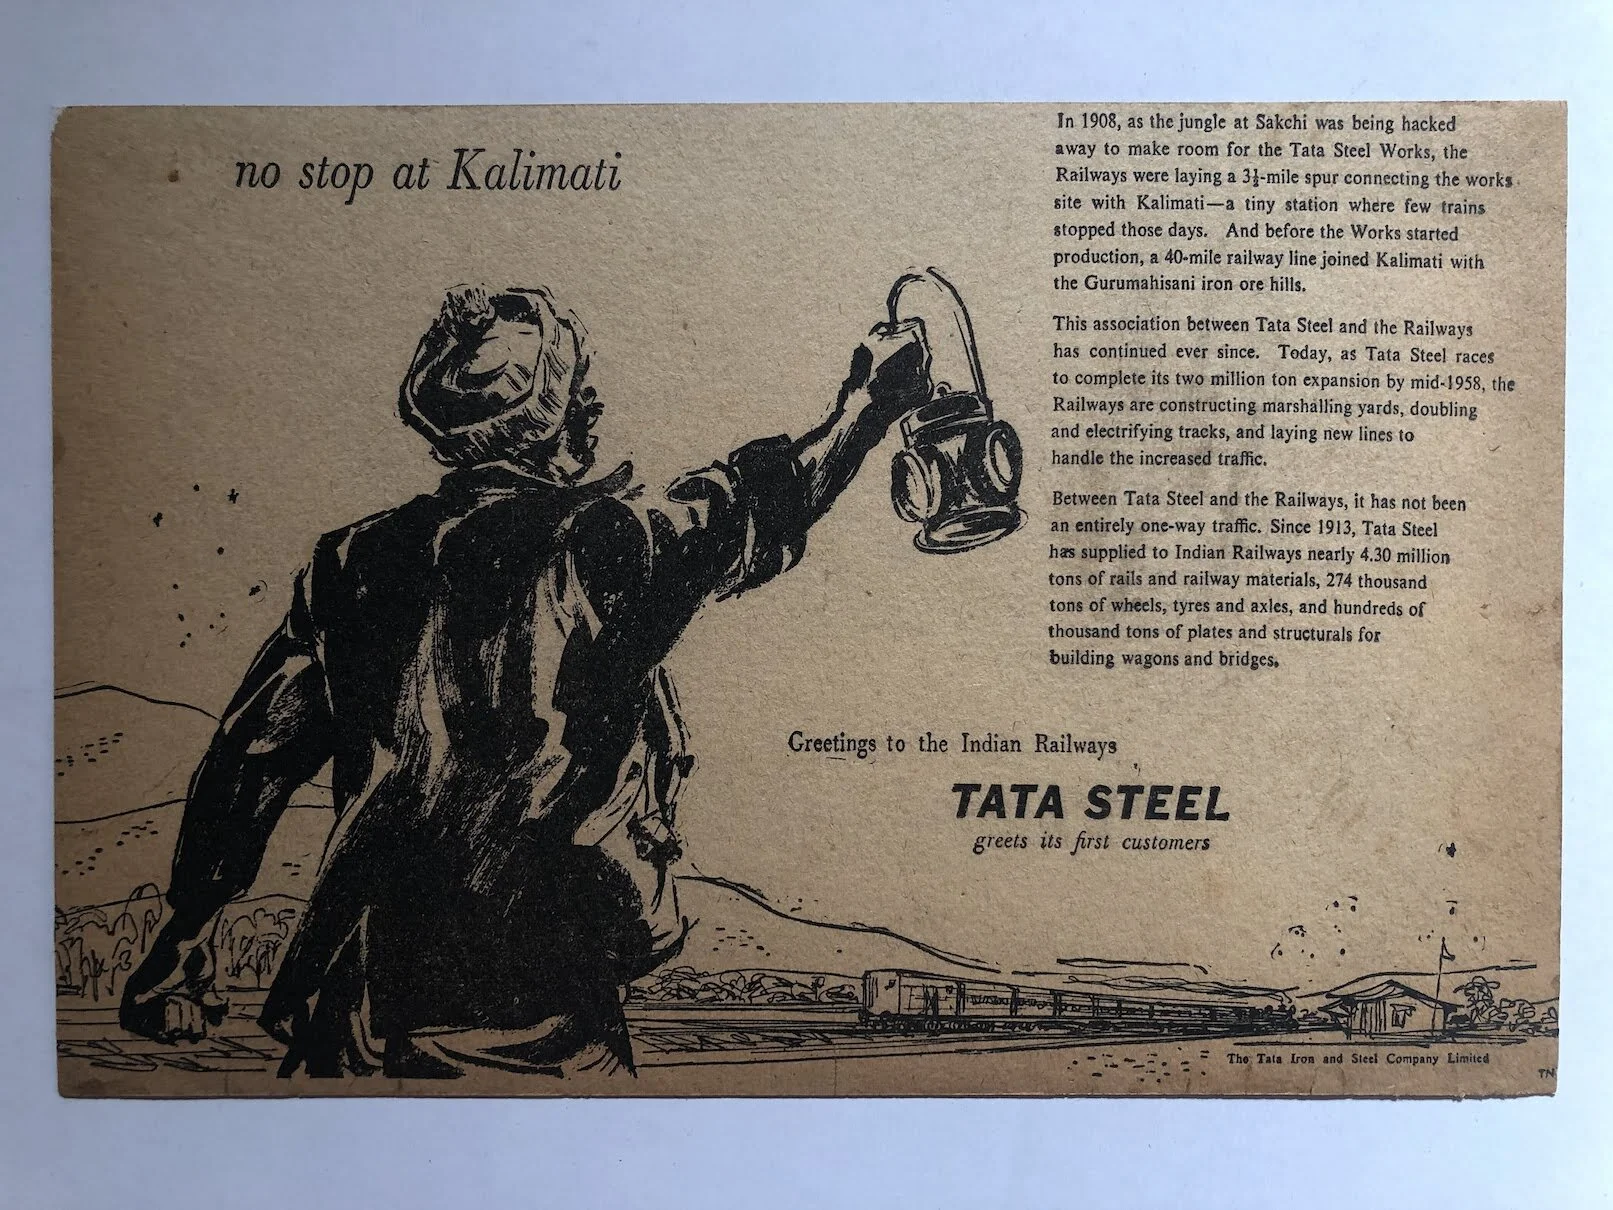 no stop at Kalimati
In 1908, as the jungle at Sakchi was being hacked
away to make room for the Tata Steel Works, the
Railways were laying a 3½-mile spur connecting the works
site with Kalimati—a tiny station where few trains
stopped those days. And before the Works started
production, a 40-mile railway line joined Kalimati with
the Gurumahisani iron ore hills.
This association between Tata Steel and the Railways
has continued ever since. Today, as Tata Steel races
to complete its two million ton expansion by mid-1958, the
Railways are constructing marshalling yards, doubling
and electrifying tracks, and laying new lines to
handle the increased traffic.
Between Tata Steel and the Railways, it has not been
an entirely one-way traffic. Since 1913, Tata Steel
has supplied to Indian Railways nearly 4.30 million
tons of rails and railway materials, 274 thousand
tons of wheels, tyres and axles, and hundreds of
thousand tons of plates and structurals for
building wagons and bridges.
Greetings to the Indian Railways
TATA STEEL
greets its first customers
The Tata Iron and Steel Company Limited
TN